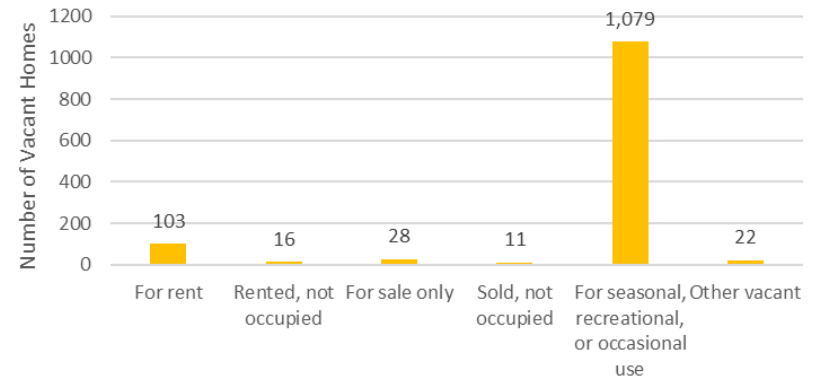 Number of Vacant Homes
1200
1000
800
600
400
200
0
103
16
28
11
1,079
22
For rent
Rented, not
occupied
For sale only
Sold, not
occupied
For seasonal,
recreational,
or occasional
use
Other vacant